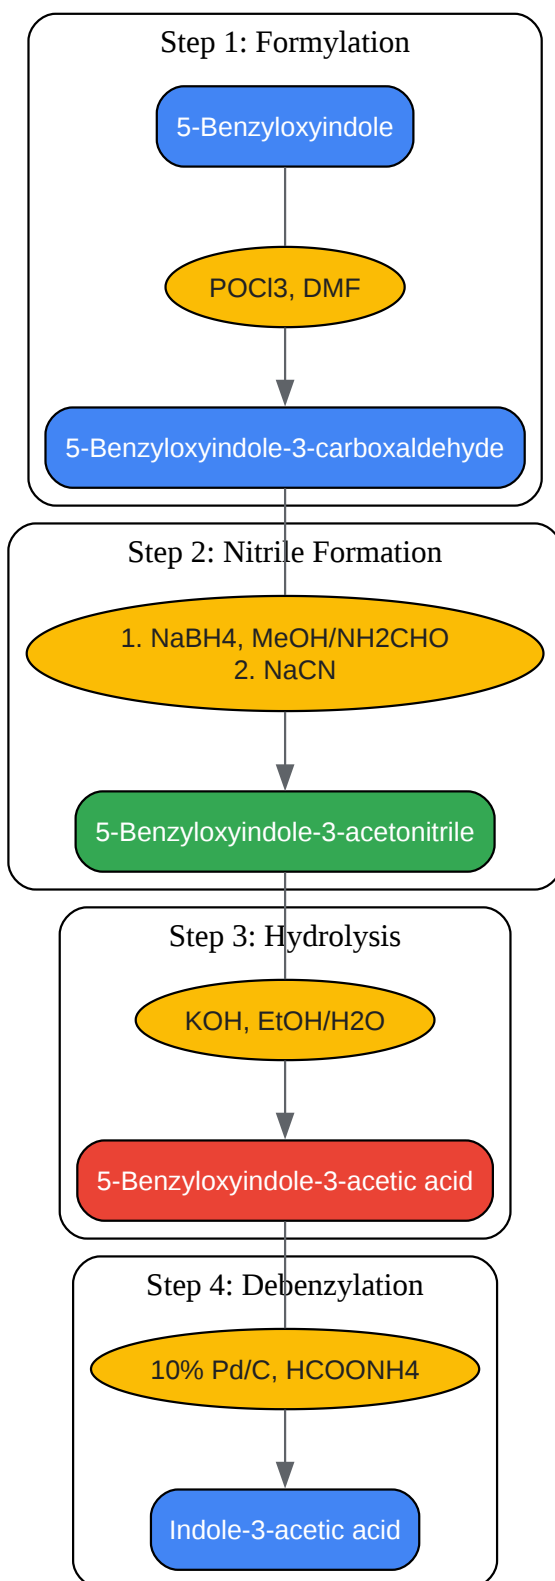 Step 1: Formylation
5-Benzyloxyindole
POCl3, DMF
5-Benzyloxyindole-3-carboxaldehyde
Step 2: Nitrile Formation
1. NaBH4, MeOH/NH2CHO
2. NaCN
5-Benzyloxyindole-3-acetonitrile
Step 3: Hydrolysis
KOH, EtOH/H2O
5-Benzyloxyindole-3-acetic acid
Step 4: Debenzylation
10% Pd/C, HCOONH4
Indole-3-acetic acid